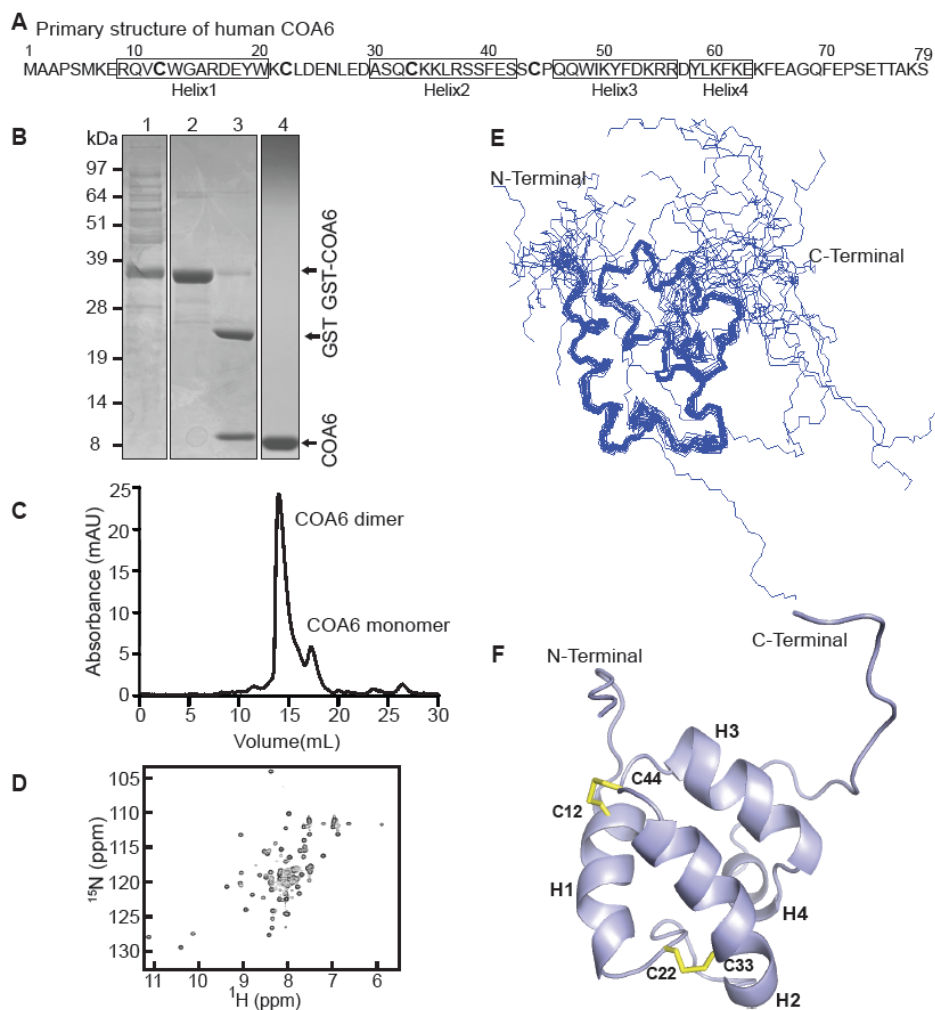 A Primary structure of human COA6
1 10 20 30 40 50 60 70 79
MAAPSMKERQVCWGARDEYWKCLDENLEDASQCKKLRSSFESSCPQQWIKYFDKRRDYLKFKEKFEAGQFEPSETTAKS
Helix1 Helix2 Helix3 Helix4
B
kDa 1 2 3 4
97
64
51
39
28
19
14
8
GST-COA6
GST
COA6
C
Absorbance (mAU)
25
20
15
10
5
0
COA6 dimer
COA6 monomer
0 5 10 15 20 25 30
Volume(mL)
D
15N (ppm)
105
110
115
120
125
130
11 10 9 8 7 6
1H (ppm)
E
N-Terminal
C-Terminal
F
N-Terminal
C-Terminal
H3
C44
C12
H1
H4
C22
C33
H2